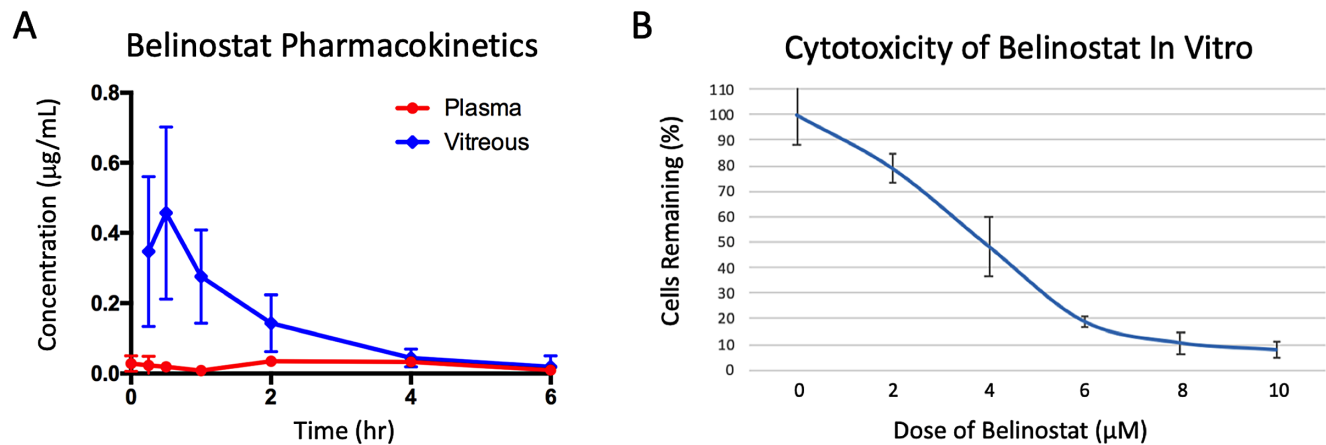 A
Belinostat Pharmacokinetics
Concentration (μg/mL)
0.8
0.6
0.4
0.2
0.0
0 2 4 6
Time (hr)
Plasma
Vitreous
B
Cytotoxicity of Belinostat In Vitro
Cells Remaining (%)
110
100
90
80
70
60
50
40
30
20
10
0
0 2 4 6 8 10
Dose of Belinostat (μM)